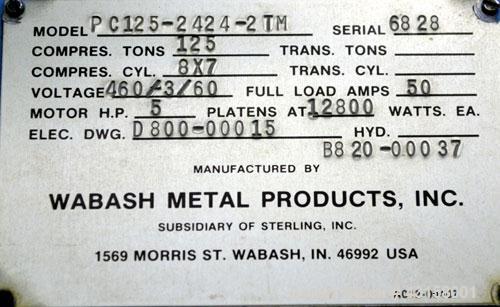 MODEL PC125-2424-2TM SERIAL 6828
COMPRES. TONS 125 TRANS. TONS
COMPRES. CYL. 8X7 TRANS. CYL.
VOLTAGE 460/3/60 FULL LOAD AMPS 50
MOTOR H.P. 5 PLATENS AT 12800 WATTS. EA.
ELEC. DWG. D800-00015 HYD.
B820-00037
MANUFACTURED BY
WABASH METAL PRODUCTS, INC.
SUBSIDIARY OF STERLING, INC.
1569 MORRIS ST. WABASH, IN. 46992 USA